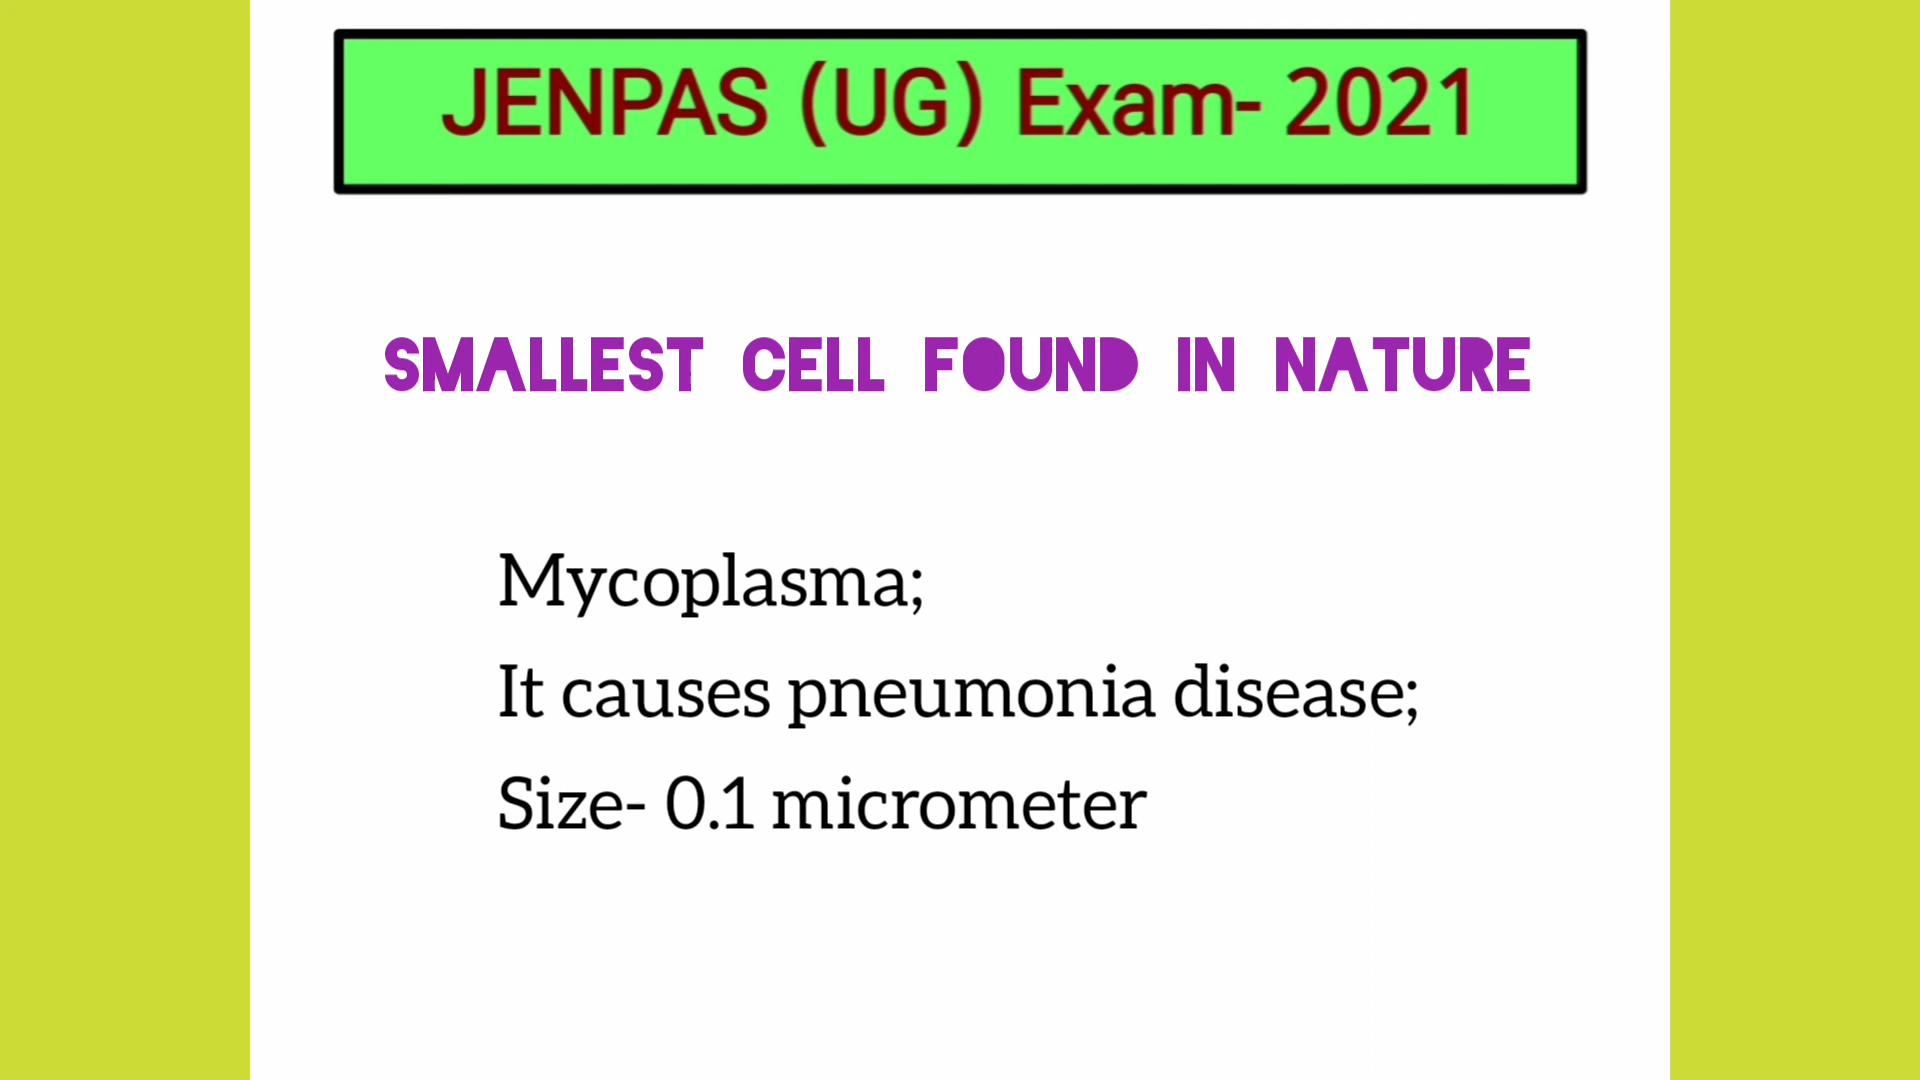 JENPAS (UG) Exam- 2021
SMALLEST CELL FOUND IN NATURE
Mycoplasma;
It causes pneumonia disease;
Size- 0.1 micrometer